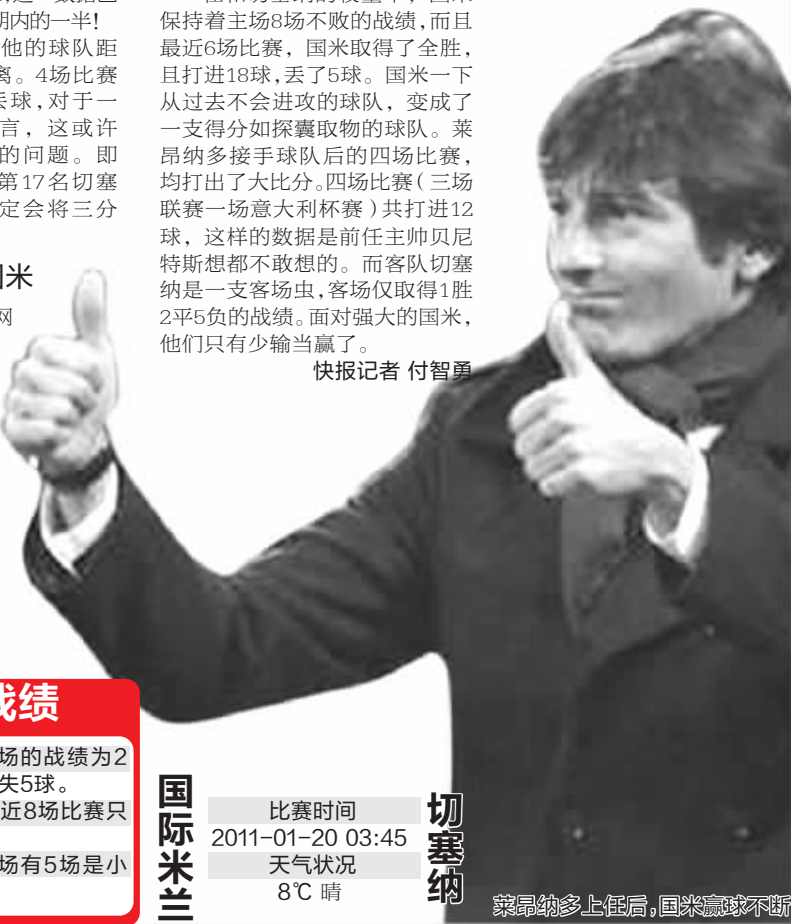 期内的一半!
他的球队距
离。4场比赛
丢球,对于一
言，这或许
的问题。即
第17名切塞
定会将三分
米
网
保持着主场8场不败的战绩,而且
最近6场比赛，国米取得了全胜,
且打进18球,丢了5球。国米一下
从过去不会进攻的球队，变成了
一支得分如探囊取物的球队。莱
昂纳多接手球队后的四场比赛,
均打出了大比分。四场比赛(三场
联赛一场意大利杯赛)共打进12
球，这样的数据是前任主帅贝尼
特斯想都不敢想的。而客队切塞
纳是一支客场虫,客场仅取得1胜
2平5负的战绩。面对强大的国米,
他们只有少输当赢了。
快报记者 付智勇
战绩
场的战绩为2
失5球。
近8场比赛只
场有5场是小
国际米兰
比赛时间
2011-01-20 03:45
天气状况
8℃ 晴
切塞纳
莱昂纳多上任后,国米赢球不断